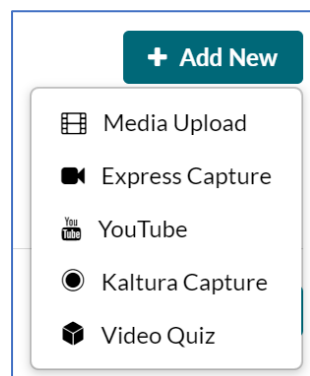 + Add New
Media Upload
Express Capture
You Tube YouTube
Kaltura Capture
Video Quiz